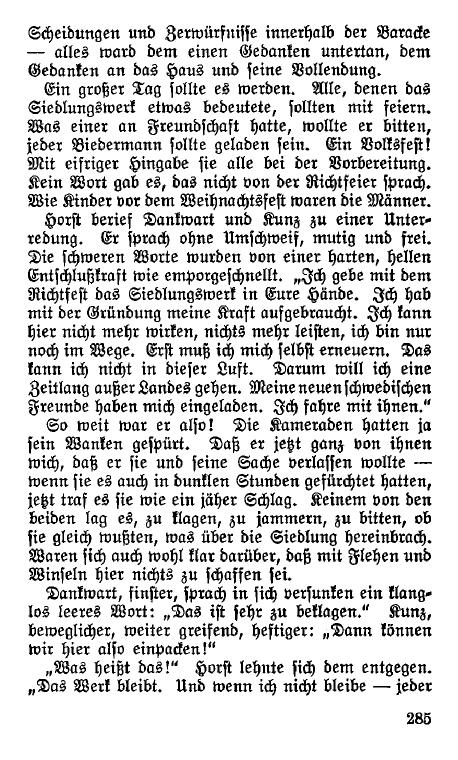 Scheidungen und Zerwürfnisse innerhalb der Baracke
— alles ward dem einen Gedanken untertan, dem
Gedanken an das Haus und seine Vollendung.
Ein großer Tag sollte es werden. Alle, denen das
Siedlungswerk etwas bedeutete, sollten mit feiern.
Was einer an Freundschaft hatte, wollte er bitten,
jeder Biedermann sollte geladen sein. Ein Volksfest!
Mit eifriger Hingabe sie alle bei der Vorbereitung.
Kein Wort gab es, das nicht von der Richtfeier sprach.
Wie Kinder vor dem Weihnachtsfest waren die Männer.
Horst berief Dankwart und Kunz zu einer Unter-
redung. Er sprach ohne Umschweif, mutig und frei.
Die schweren Worte wurden von einer harten, hellen
Entschlußkraft wie emporgeschnellt. „Ich gebe mit dem
Richtfest das Siedlungswerk in Eure Hände. Ich hab
mit der Gründung meine Kraft aufgebraucht. Ich kann
hier nicht mehr wirken, nichts mehr leisten, ich bin nur
noch im Wege. Erst muß ich mich selbst erneuern. Das
kann ich nicht in dieser Luft. Darum will ich eine
Zeitlang außer Landes gehen. Meine neuen schwedischen
Freunde haben mich eingeladen. Ich fahre mit ihnen.“
So weit war er also! Die Kameraden hatten ja
sein Wanken gespürt. Daß er jetzt ganz von ihnen
wich, daß er sie und seine Sache verlassen wollte —
wenn sie es auch in dunklen Stunden gefürchtet hatten,
jetzt traf es sie wie ein jäher Schlag. Keinem von den
beiden lag es, zu klagen, zu jammern, zu bitten, ob
sie gleich wußten, was über die Siedlung hereinbrach.
Waren sich auch wohl klar darüber, daß mit Flehen und
Winseln hier nichts zu schaffen sei.
Dankwart, finster, sprach in sich versunken ein klang-
los leeres Wort: „Das ist sehr zu beklagen.“ Kunz,
beweglicher, weiter greifend, heftiger: „Dann können
wir hier also einpacken!“
„Was heißt das!“ Horst lehnte sich dem entgegen.
„Das Werk bleibt. Und wenn ich nicht bleibe — jeder
285